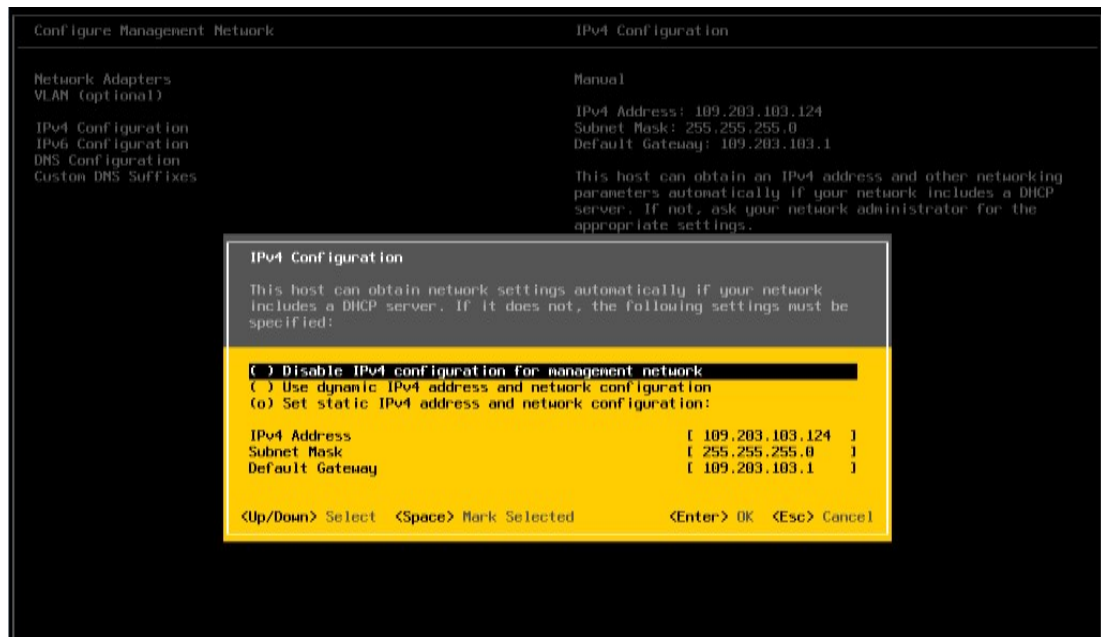 Configure Management Network
IPv4 Configuration
Network Adapters
VLAN (optional)
IPv4 Configuration
IPv6 Configuration
DNS Configuration
Custom DNS Suffixes
Manual
IPv4 Address: 109.203.103.124
Subnet Mask: 255.255.255.0
Default Gateway: 109.203.103.1
This host can obtain an IPv4 address and other networking
parameters automatically if your network includes a DHCP
server. If not, ask your network administrator for the
appropriate settings.
IPv4 Configuration
This host can obtain network settings automatically if your network
includes a DHCP server. If it does not, the following settings must be
specified:
( ) Disable IPv4 configuration for management network
( ) Use dynamic IPv4 address and network configuration
(o) Set static IPv4 address and network configuration:
IPv4 Address [ 109.203.103.124 ]
Subnet Mask [ 255.255.255.0 ]
Default Gateway [ 109.203.103.1 ]
<Up/Down> Select <Space> Mark Selected <Enter> OK <Esc> Cancel